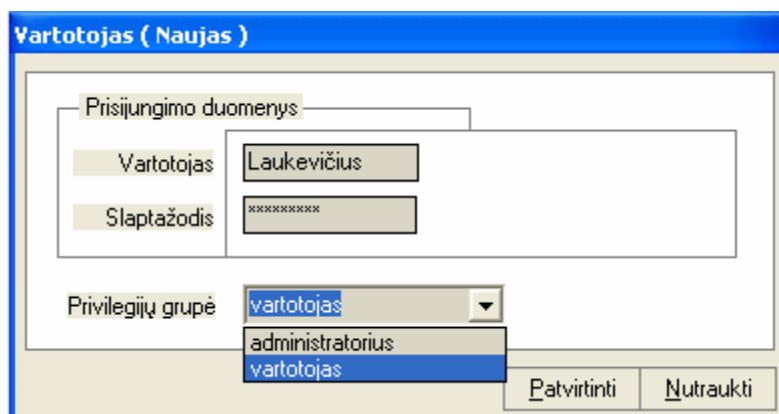 Vartotojas ( Naujas )
Prisijungimo duomenys
Vartotojas Laukevičius
Slaptažodis *********
Privilegijų grupė vartotojas
administratorius
vartotojas
Patvirtinti Nutraukti